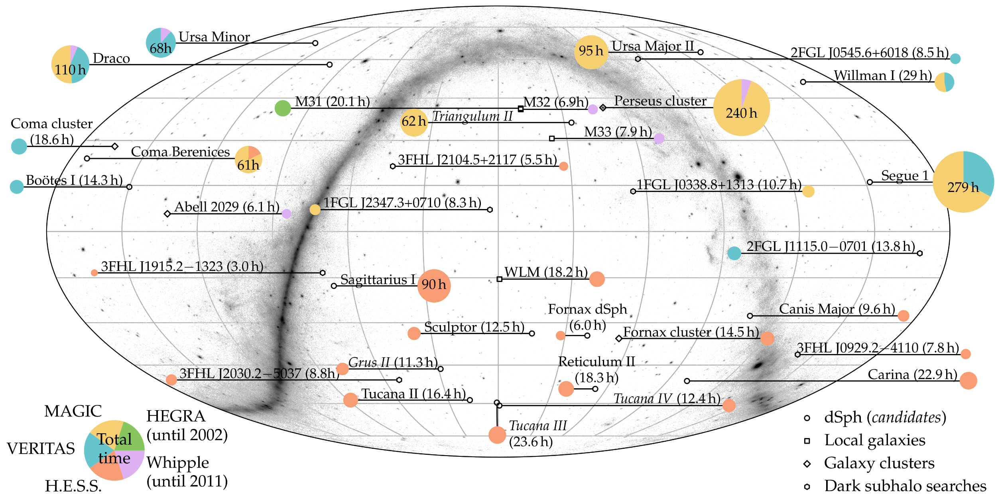 Ursa Minor
68h
Draco
110 h
95 h
Ursa Major II
2FGL J0545.6+6018 (8.5 h)
Willman I (29 h)
M31 (20.1 h)
M32 (6.9h)
Perseus cluster
240 h
62 h
Triangulum II
Coma cluster
(18.6 h)
M33 (7.9 h)
Coma Berenices
61h
3FHL J2104.5+2117 (5.5 h)
Boötes I (14.3 h)
Segue 1
279 h
1FGL J0338.8+1313 (10.7 h)
Abell 2029 (6.1 h)
1FGL J2347.3+0710 (8.3 h)
2FGL J1115.0−0701 (13.8 h)
3FHL J1915.2−1323 (3.0 h)
Sagittarius I
90 h
WLM (18.2 h)
Fornax dSph
(6.0 h)
Canis Major (9.6 h)
Sculptor (12.5 h)
Fornax cluster (14.5 h)
3FHL J0929.2−4110 (7.8 h)
Grus II (11.3 h)
Reticulum II
(18.3 h)
3FHL J2030.2−5037 (8.8h)
Carina (22.9 h)
Tucana II (16.4 h)
Tucana IV (12.4 h)
Tucana III
(23.6 h)
MAGIC
HEGRA
(until 2002)
VERITAS
Total
time
Whipple
(until 2011)
H.E.S.S.
dSph (candidates)
Local galaxies
Galaxy clusters
Dark subhalo searches